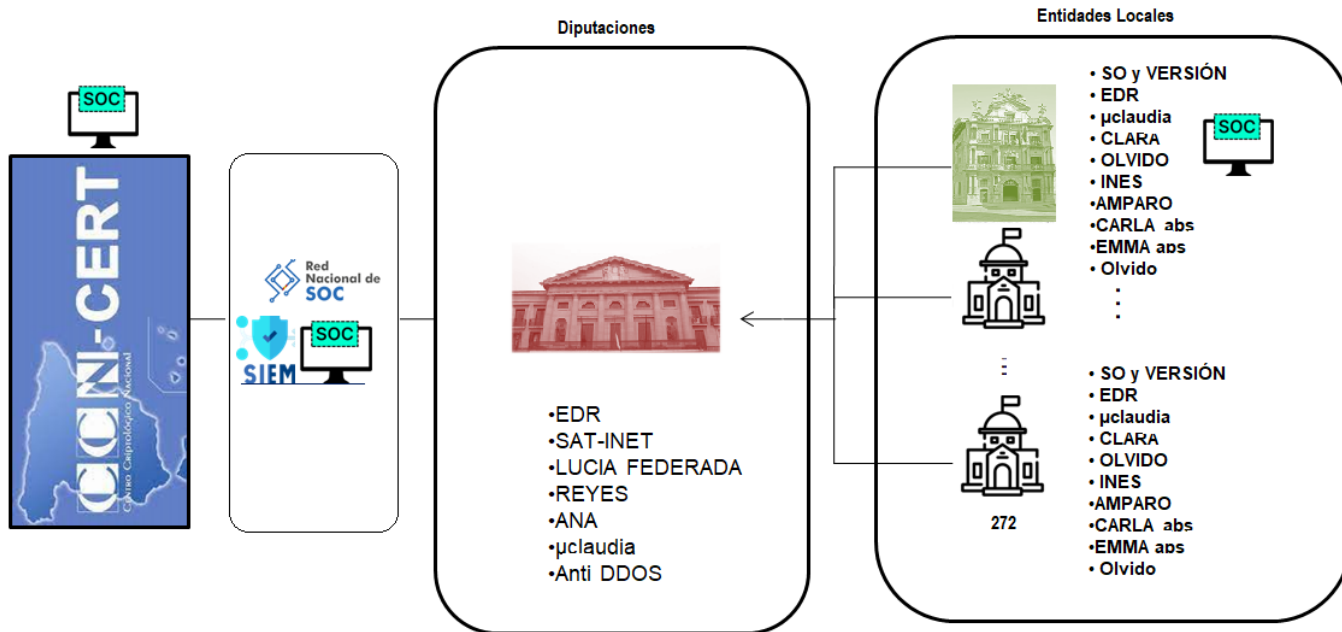 Diputaciones
Entidades Locales
SOC
CCN-CERT
CENTRO CRIPTOLÓGICO NACIONAL
Red
Nacional de
SOC
SIEM
SOC
•EDR
•SAT-INET
•LUCIA FEDERADA
•REYES
•ANA
•µclaudia
•Anti DDOS
• SO y VERSIÓN
• EDR
• µclaudia
• CLARA
• OLVIDO
• INES
•AMPARO
•CARLA abs
•EMMA aps
• Olvido
SOC
272
• SO y VERSIÓN
• EDR
• µclaudia
• CLARA
• OLVIDO
• INES
•AMPARO
•CARLA abs
•EMMA aps
• Olvido